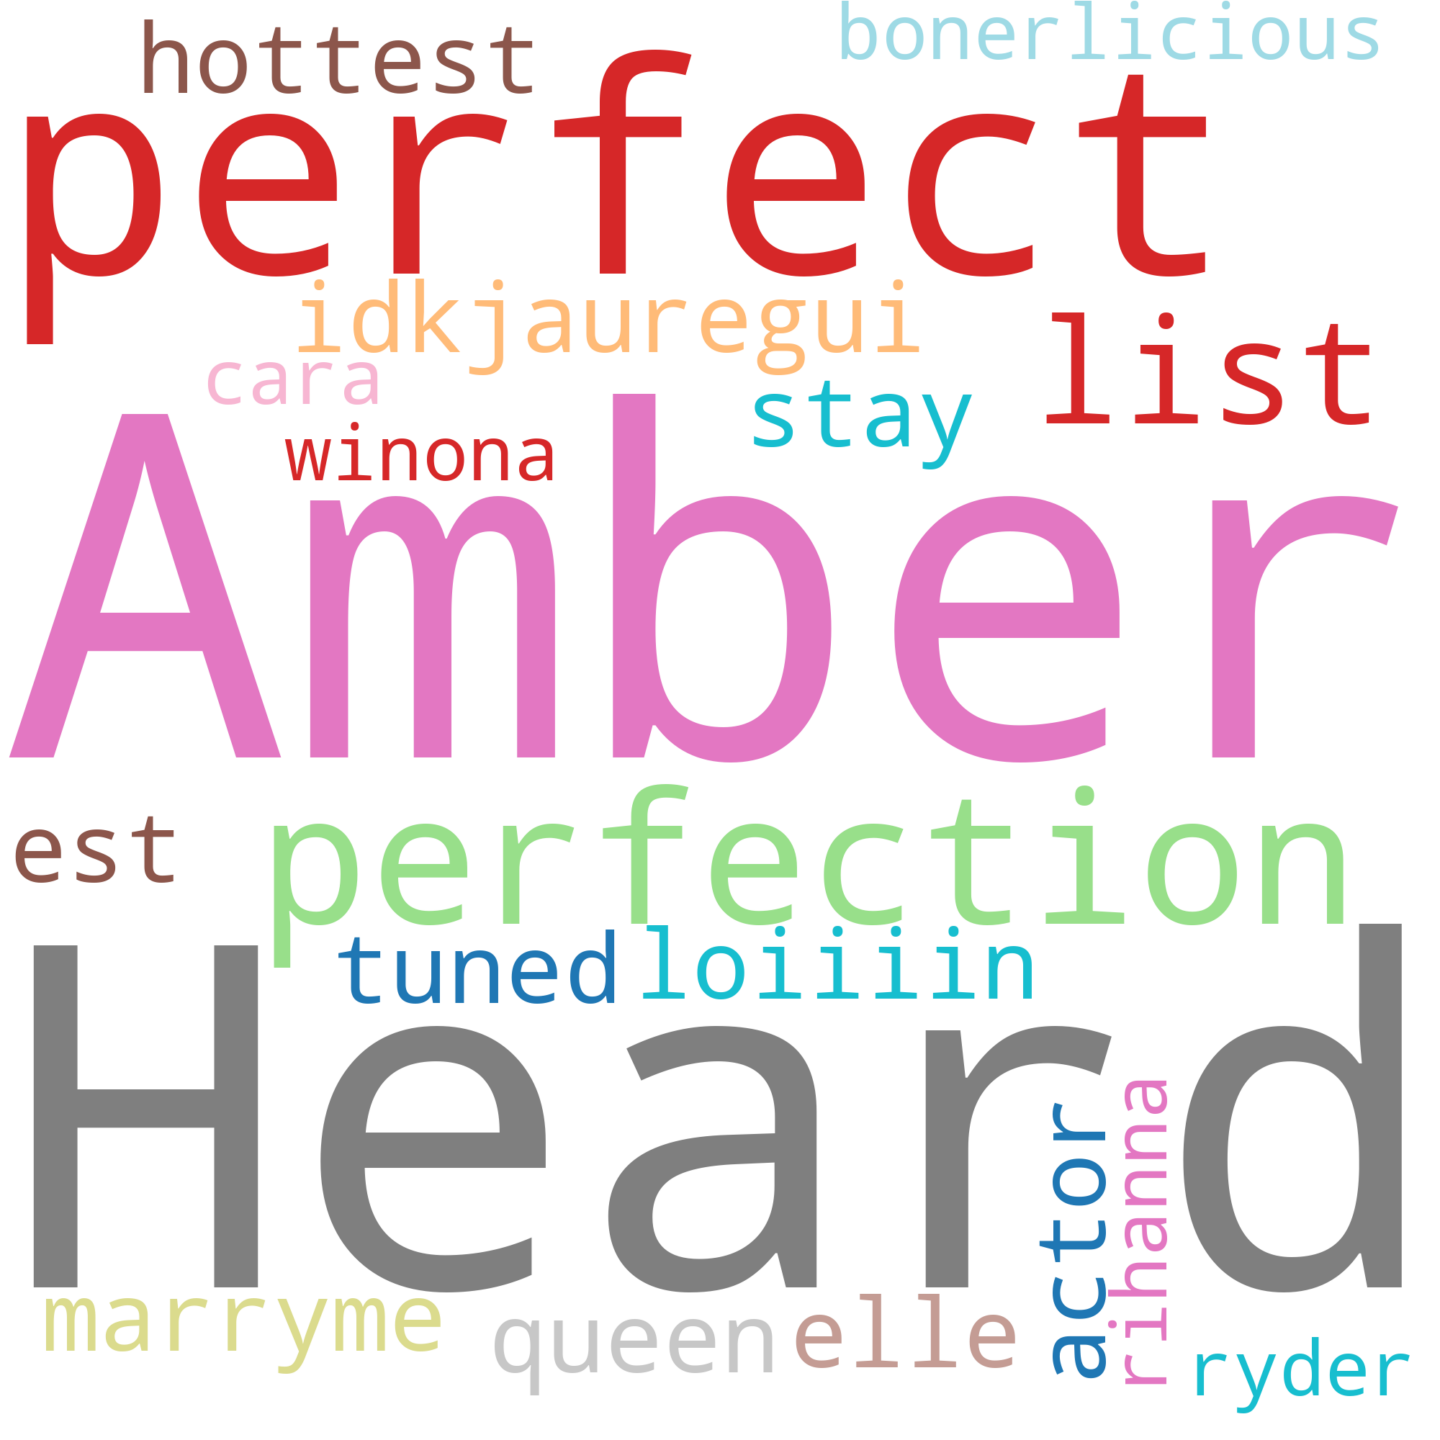 hottest
bonerlicious
perfect
idkjauregui
list
cara
stay
winona
Amber
perfection
est
tuned
loiiiin
Heard
actor
rihanna
marryme
queen
elle
ryder